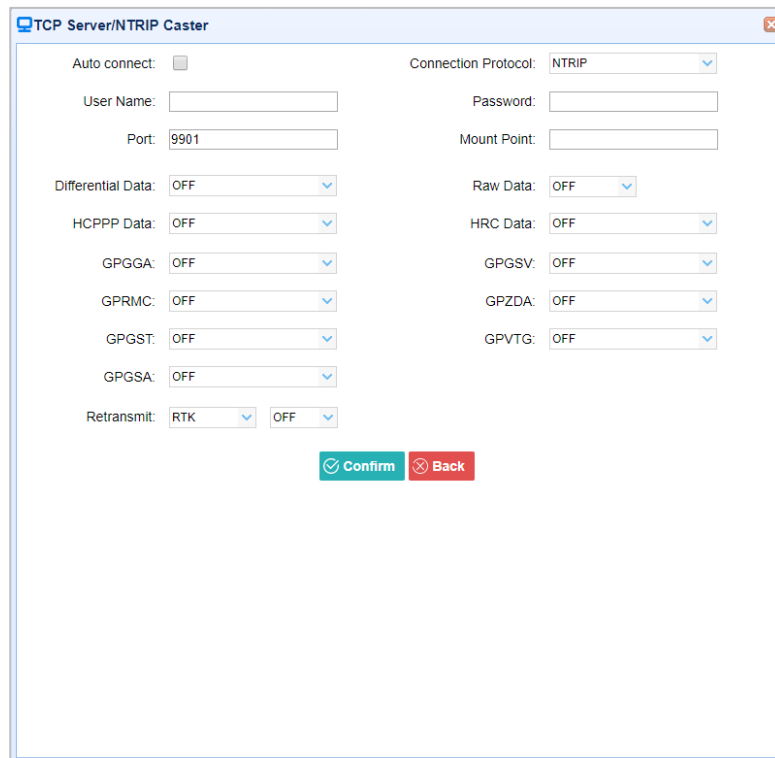 TCP Server/NTRIP Caster
Auto connect: Connection Protocol: NTRIP
User Name: Password:
Port: 9901 Mount Point:
Differential Data: OFF Raw Data: OFF
HCPPP Data: OFF HRC Data: OFF
GPGGA: OFF GPGSV: OFF
GPRMC: OFF GPZDA: OFF
GPGST: OFF GPVTG: OFF
GPGSA: OFF
Retransmit: RTK OFF
Confirm Back